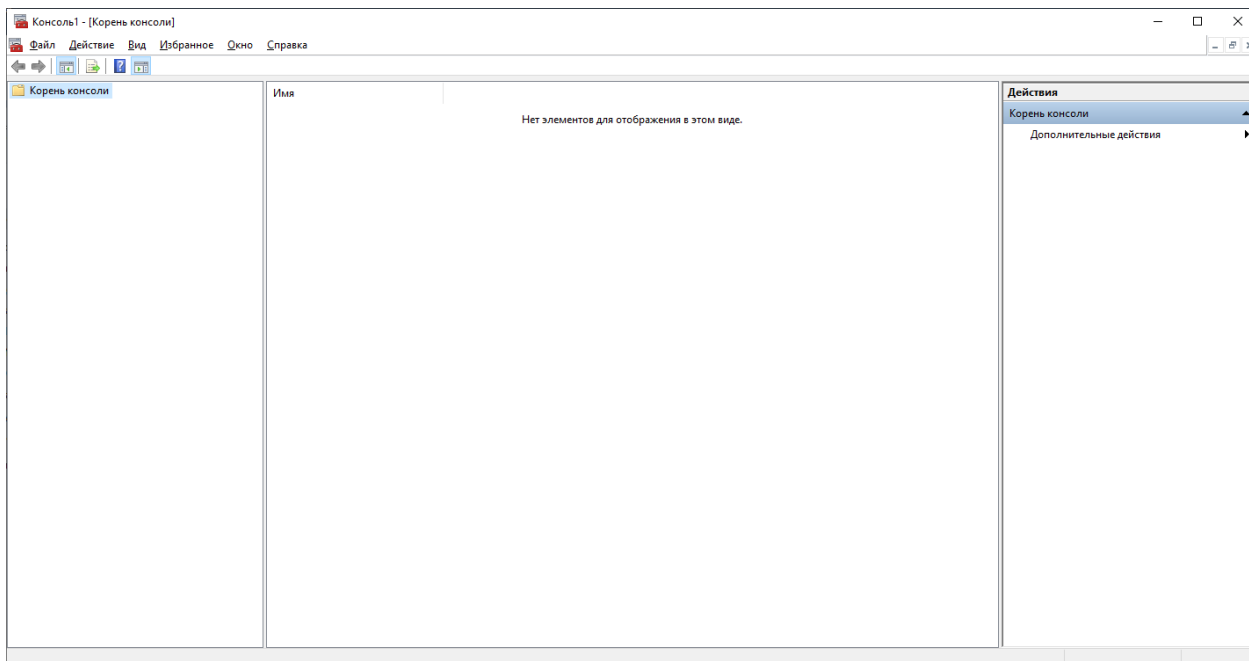 Консоль1 - [Корень консоли]
Файл Действие Вид Избранное Окно Справка
Корень консоли
Имя
Нет элементов для отображения в этом виде.
Действия
Корень консоли
Дополнительные действия